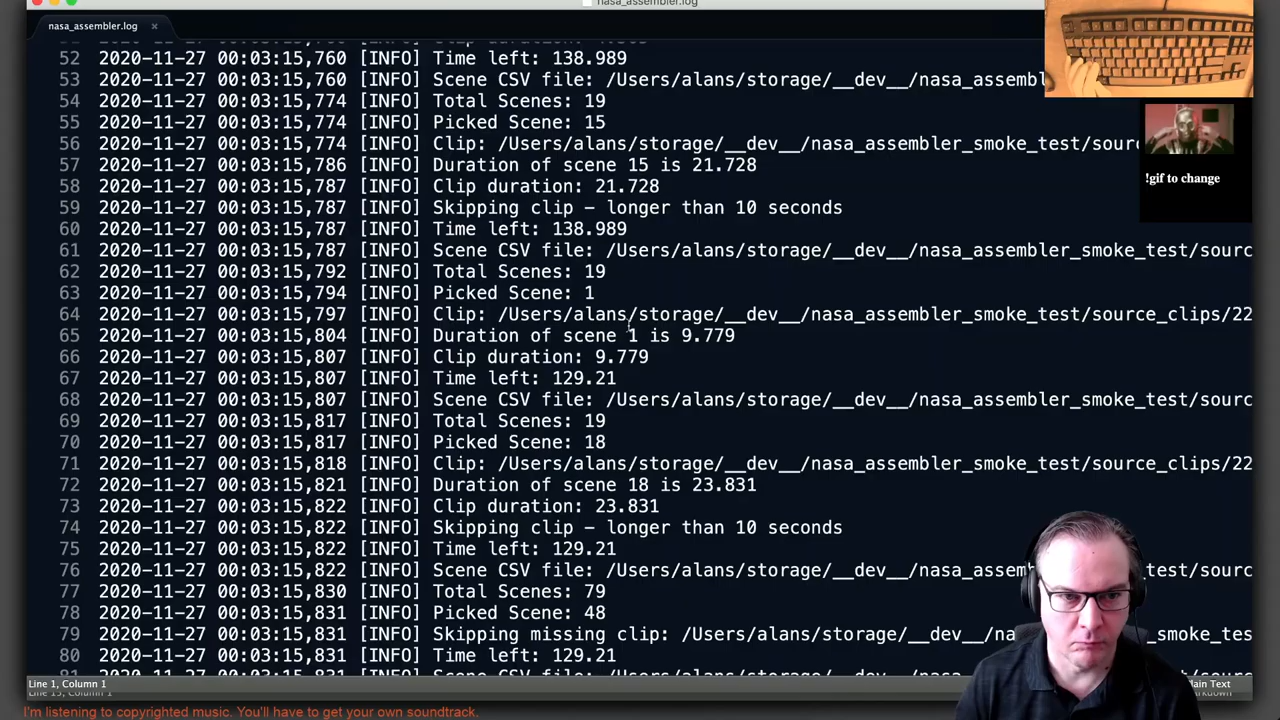 nasa_assembler.log
nasa_assembler.log ×
52 2020-11-27 00:03:15,760 [INFO] Time left: 138.989
53 2020-11-27 00:03:15,760 [INFO] Scene CSV file: /Users/alans/storage/__dev__/nasa_assembl
54 2020-11-27 00:03:15,774 [INFO] Total Scenes: 19
55 2020-11-27 00:03:15,774 [INFO] Picked Scene: 15
56 2020-11-27 00:03:15,774 [INFO] Clip: /Users/alans/storage/__dev__/nasa_assembler_smoke_test/sour
57 2020-11-27 00:03:15,786 [INFO] Duration of scene 15 is 21.728
58 2020-11-27 00:03:15,787 [INFO] Clip duration: 21.728
59 2020-11-27 00:03:15,787 [INFO] Skipping clip - longer than 10 seconds
60 2020-11-27 00:03:15,787 [INFO] Time left: 138.989
61 2020-11-27 00:03:15,787 [INFO] Scene CSV file: /Users/alans/storage/__dev__/nasa_assembler_smoke_test/sourc
62 2020-11-27 00:03:15,792 [INFO] Total Scenes: 19
63 2020-11-27 00:03:15,794 [INFO] Picked Scene: 1
64 2020-11-27 00:03:15,797 [INFO] Clip: /Users/alans/storage/__dev__/nasa_assembler_smoke_test/source_clips/22
65 2020-11-27 00:03:15,804 [INFO] Duration of scene 1 is 9.779
66 2020-11-27 00:03:15,807 [INFO] Clip duration: 9.779
67 2020-11-27 00:03:15,807 [INFO] Time left: 129.21
68 2020-11-27 00:03:15,807 [INFO] Scene CSV file: /Users/alans/storage/__dev__/nasa_assembler_smoke_test/sourc
69 2020-11-27 00:03:15,817 [INFO] Total Scenes: 19
70 2020-11-27 00:03:15,817 [INFO] Picked Scene: 18
71 2020-11-27 00:03:15,818 [INFO] Clip: /Users/alans/storage/__dev__/nasa_assembler_smoke_test/source_clips/22
72 2020-11-27 00:03:15,821 [INFO] Duration of scene 18 is 23.831
73 2020-11-27 00:03:15,822 [INFO] Clip duration: 23.831
74 2020-11-27 00:03:15,822 [INFO] Skipping clip - longer than 10 seconds
75 2020-11-27 00:03:15,822 [INFO] Time left: 129.21
76 2020-11-27 00:03:15,822 [INFO] Scene CSV file: /Users/alans/storage/__dev__/nasa_assembler_smoke_test/sourc
77 2020-11-27 00:03:15,830 [INFO] Total Scenes: 79
78 2020-11-27 00:03:15,831 [INFO] Picked Scene: 48
79 2020-11-27 00:03:15,831 [INFO] Skipping missing clip: /Users/alans/storage/__dev__/na _smoke_tes
80 2020-11-27 00:03:15,831 [INFO] Time left: 129.21
!gif to change
Line 1, Column 1
lain Text
I'm listening to copyrighted music. You'll have to get your own soundtrack.